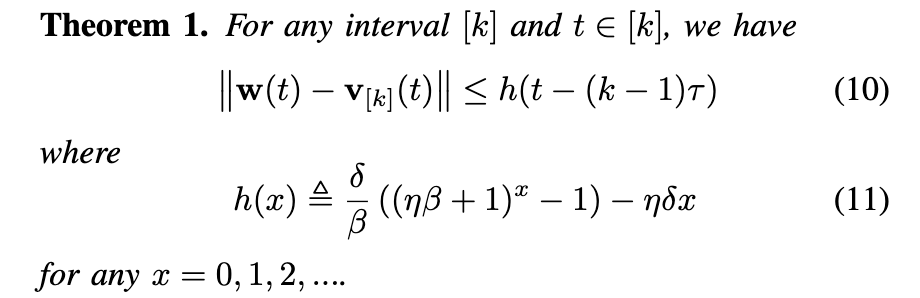 Theorem 1. For any interval [k] and t ∈ [k], we have
‖w(t) − v[k](t)‖ ≤ h(t − (k − 1)τ) (10)
where
h(x) ≜ δ/β ((ηβ + 1)^x − 1) − ηδx (11)
for any x = 0, 1, 2, ....